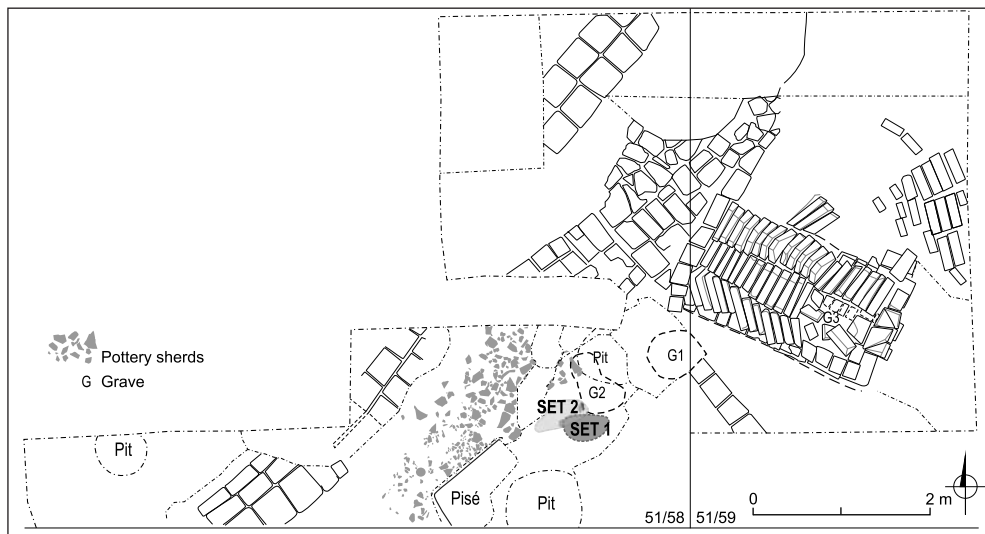 G3
Pottery sherds
G Grave
Pit
G1
G2
SET 2
SET 1
Pit
Pisé
Pit
0 2 m
51/58 51/59